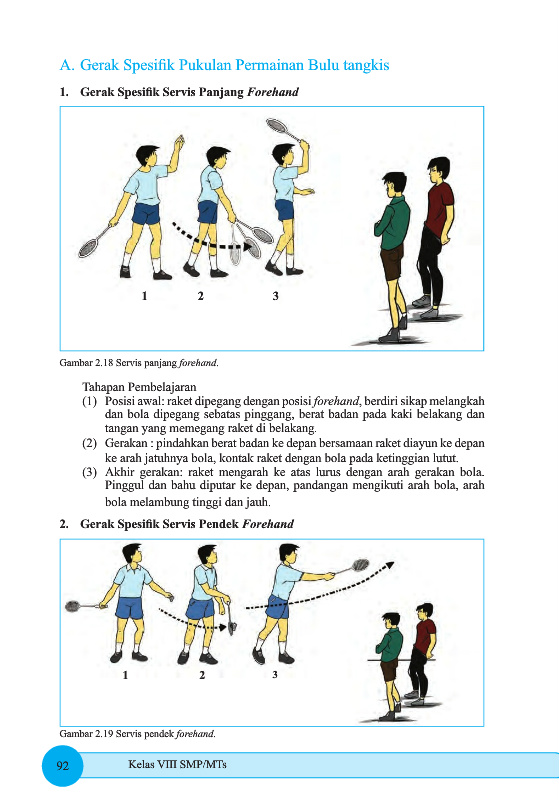 A. Gerak Spesifik Pukulan Permainan Bulu tangkis
1. Gerak Spesifik Servis Panjang Forehand
1 2 3
Gambar 2.18 Servis panjang forehand.
Tahapan Pembelajaran
(1) Posisi awal: raket dipegang dengan posisi forehand, berdiri sikap melangkah
dan bola dipegang sebatas pinggang, berat badan pada kaki belakang dan
tangan yang memegang raket di belakang.
(2) Gerakan : pindahkan berat badan ke depan bersamaan raket diayun ke depan
ke arah jatuhnya bola, kontak raket dengan bola pada ketinggian lutut.
(3) Akhir gerakan: raket mengarah ke atas lurus dengan arah gerakan bola.
Pinggul dan bahu diputar ke depan, pandangan mengikuti arah bola, arah
bola melambung tinggi dan jauh.
2. Gerak Spesifik Servis Pendek Forehand
1 2 3
Gambar 2.19 Servis pendek forehand.
92 Kelas VIII SMP/MTs